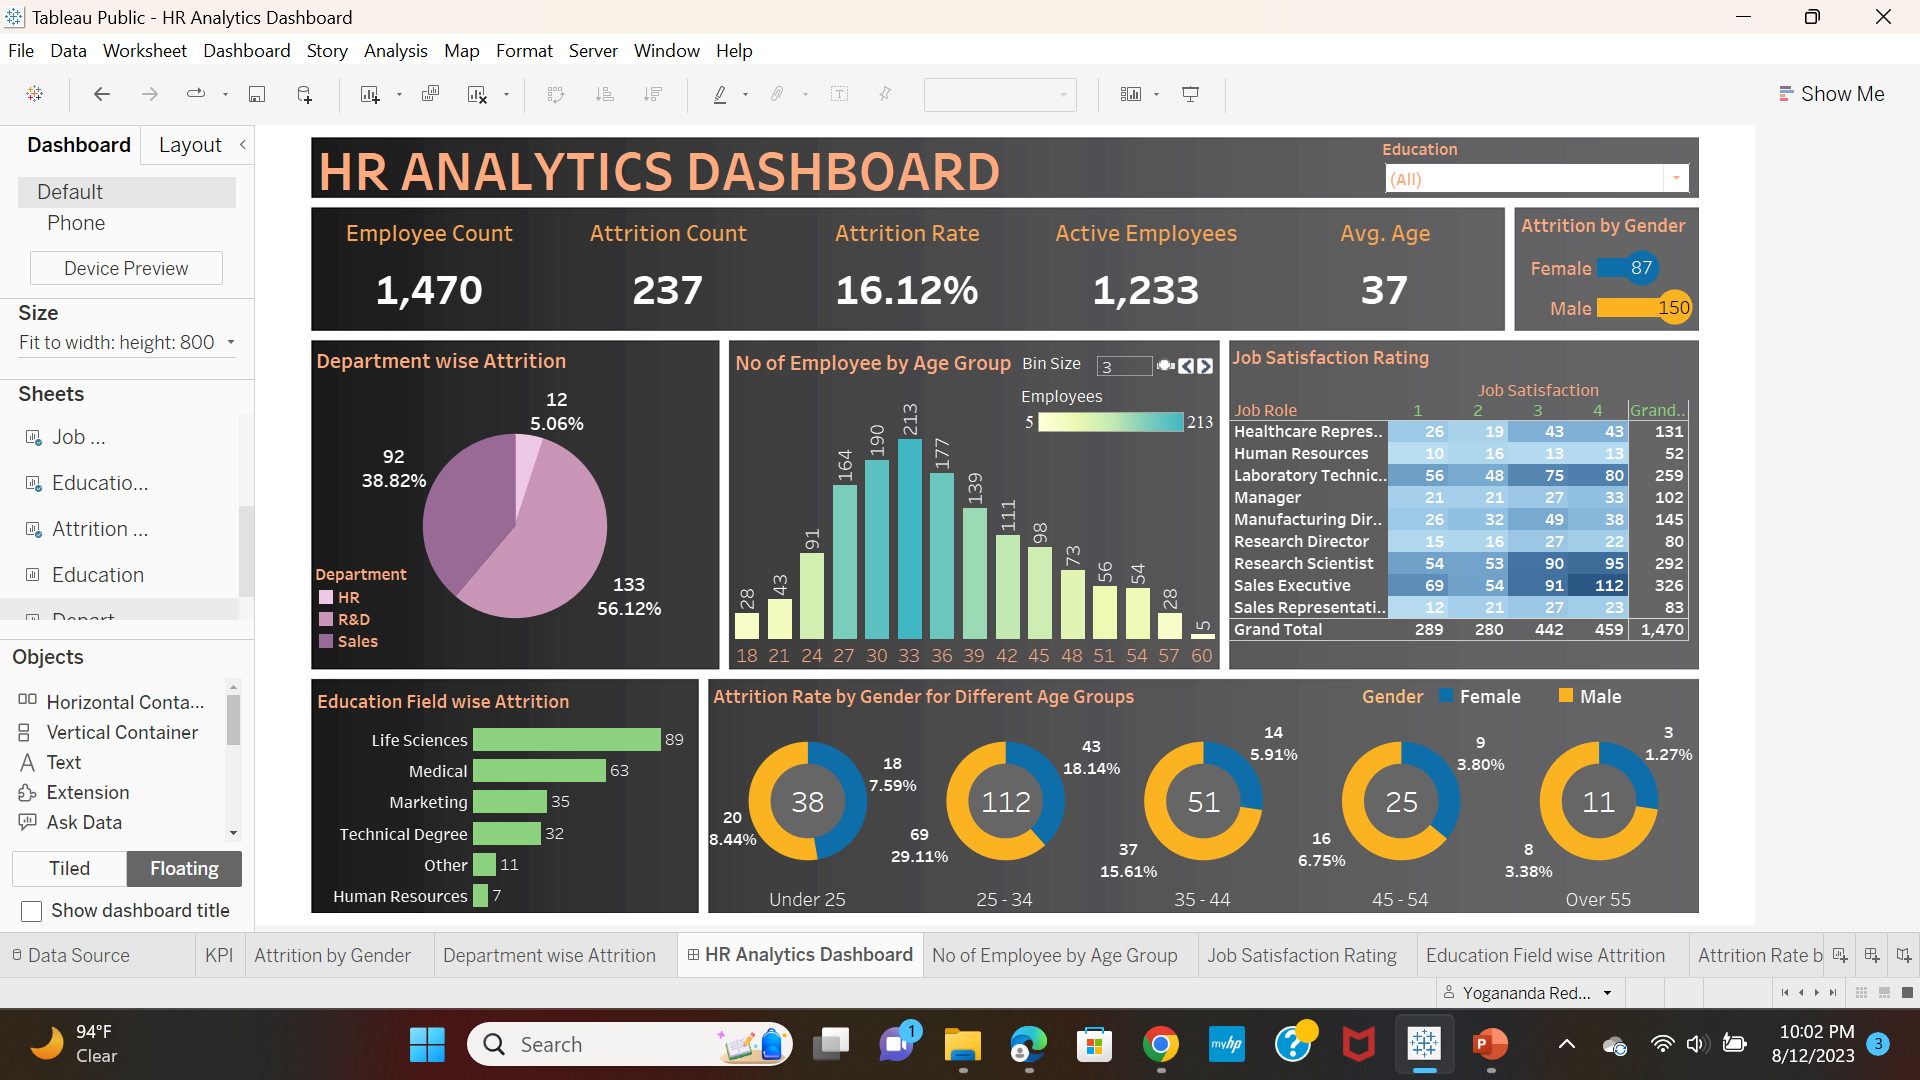 Tableau Public - HR Analytics Dashboard
File Data Worksheet Dashboard Story Analysis Map Format Server Window Help
Show Me
Dashboard Layout
Default
Phone
Device Preview
Size
Fit to width: height: 800
Sheets
Job ...
Educatio...
Attrition ...
Education
Objects
Horizontal Conta...
Vertical Container
Text
Extension
Ask Data
Tiled Floating
Show dashboard title
HR ANALYTICS DASHBOARD
Education
(All)
Employee Count Attrition Count Attrition Rate Active Employees Avg. Age
1,470 237 16.12% 1,233 37
Attrition by Gender
Female 87
Male 150
Department wise Attrition
12
5.06%
92
38.82%
133
56.12%
Department
HR
R&D
Sales
No of Employee by Age Group
Bin Size 3
Employees
5 213
28 43 91 164 190 213 177 139 111 98 73 56 54 28 5
18 21 24 27 30 33 36 39 42 45 48 51 54 57 60
Job Satisfaction Rating
Job Satisfaction
Job Role 1 2 3 4 Grand..
Healthcare Repres.. 26 19 43 43 131
Human Resources 10 16 13 13 52
Laboratory Technic.. 56 48 75 80 259
Manager 21 21 27 33 102
Manufacturing Dir.. 26 32 49 38 145
Research Director 15 16 27 22 80
Research Scientist 54 53 90 95 292
Sales Executive 69 54 91 112 326
Sales Representati.. 12 21 27 23 83
Grand Total 289 280 442 459 1,470
Education Field wise Attrition
Life Sciences 89
Medical 63
Marketing 35
Technical Degree 32
Other 11
Human Resources 7
Attrition Rate by Gender for Different Age Groups
Gender Female Male
18
7.59%
38
20
8.44%
Under 25
43
18.14%
112
69
29.11%
25 - 34
14
5.91%
51
37
15.61%
35 - 44
9
3.80%
25
16
6.75%
45 - 54
3
1.27%
11
8
3.38%
Over 55
Data Source KPI Attrition by Gender Department wise Attrition HR Analytics Dashboard No of Employee by Age Group Job Satisfaction Rating Education Field wise Attrition Attrition Rate b
Yogananda Red...
94°F
Clear
Search
1
myhp
10:02 PM
8/12/2023
3